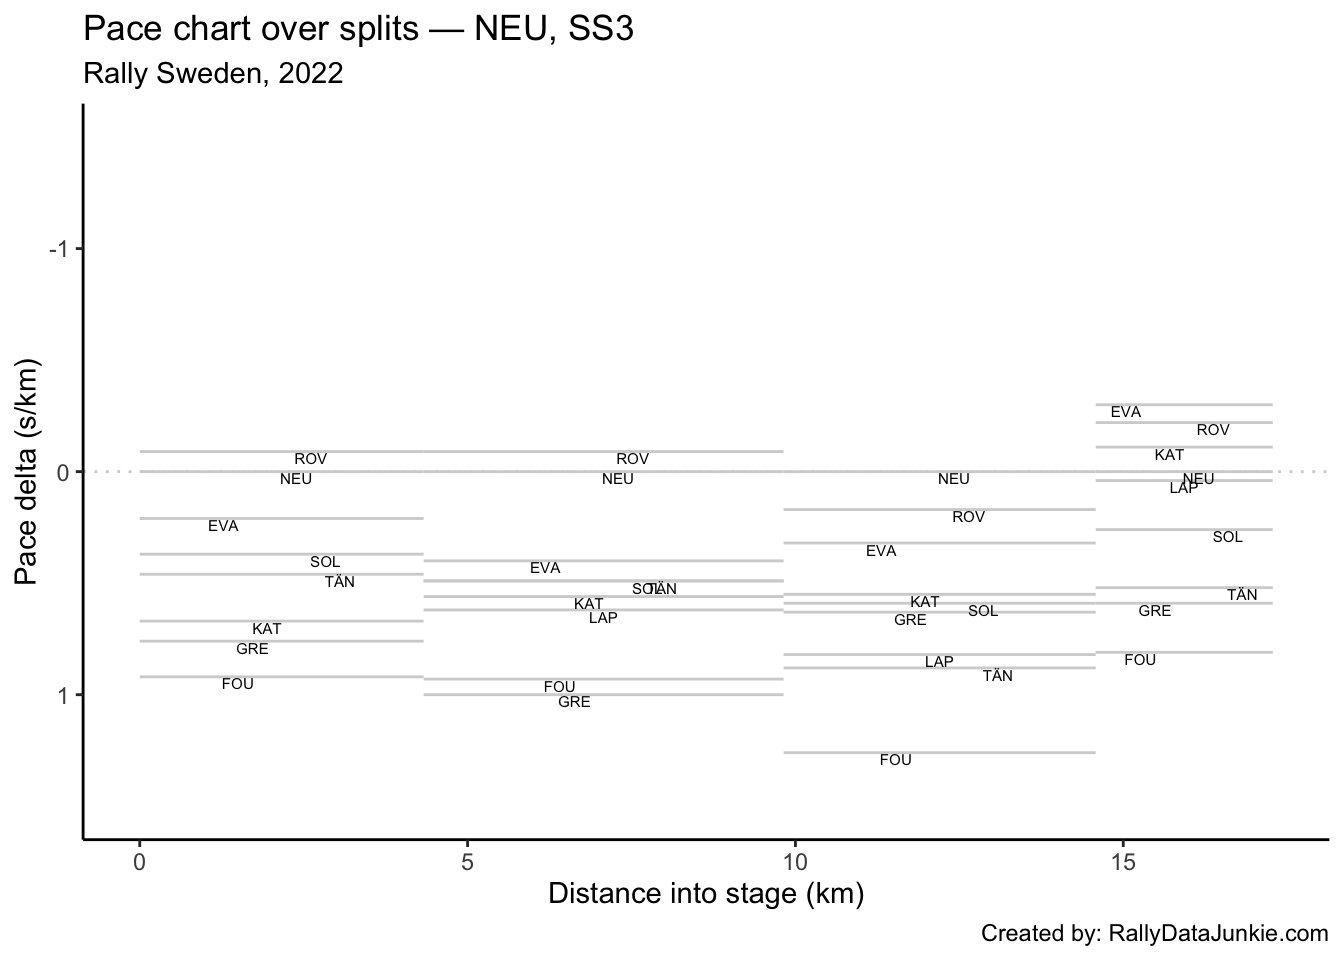 Pace chart over splits — NEU, SS3
Rally Sweden, 2022
Pace delta (s/km)
-1
0
1
ROV
NEU
EVA
SOL
TÄN
KAT
GRE
FOU
ROV
NEU
EVA
SOL
TÄN
KAT
LAP
FOU
GRE
NEU
ROV
EVA
KAT
SOL
GRE
LAP
TÄN
FOU
EVA
ROV
KAT
NEU
LAP
SOL
TÄN
GRE
FOU
0 5 10 15
Distance into stage (km)
Created by: RallyDataJunkie.com